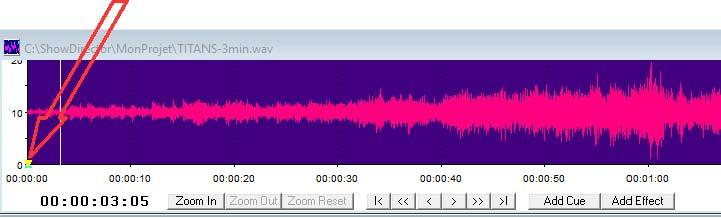 C:\ShowDirector\MonProjet\TITANS-3min.wav
20
10
0
00:00:00 00:00:10 00:00:20 00:00:30 00:00:40 00:00:50 00:01:00
00:00:03:05 Zoom In Zoom Out Zoom Reset |< << < > >> >| Add Cue Add Effect